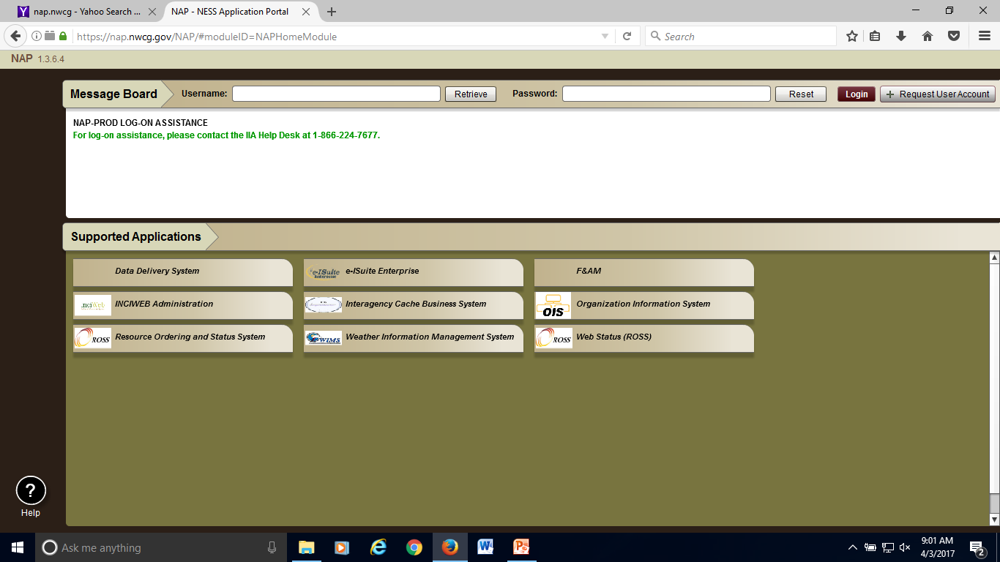 nap.nwcg - Yahoo Search ...
NAP - NESS Application Portal
https://nap.nwcg.gov/NAP/#moduleID=NAPHomeModule
Search
NAP 1.3.6.4
Message Board
Username:
Retrieve
Password:
Reset
Login
+ Request User Account
NAP-PROD LOG-ON ASSISTANCE
For log-on assistance, please contact the IIA Help Desk at 1-866-224-7677.
Supported Applications
Data Delivery System
e-ISuite Enterprise
e-ISuite Enterprise
F&AM
inciWeb
INCIWEB Administration
Interagency Cache Business System
OIS
Organization Information System
ROSS
Resource Ordering and Status System
WIMS
Weather Information Management System
ROSS
Web Status (ROSS)
?
Help
Ask me anything
9:01 AM
4/3/2017
2